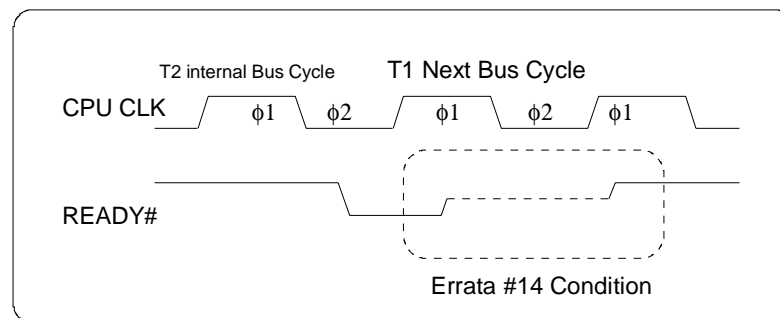 T2 internal Bus Cycle
T1 Next Bus Cycle
CPU CLK
ϕ1
ϕ2
ϕ1
ϕ2
ϕ1
READY#
Errata #14 Condition